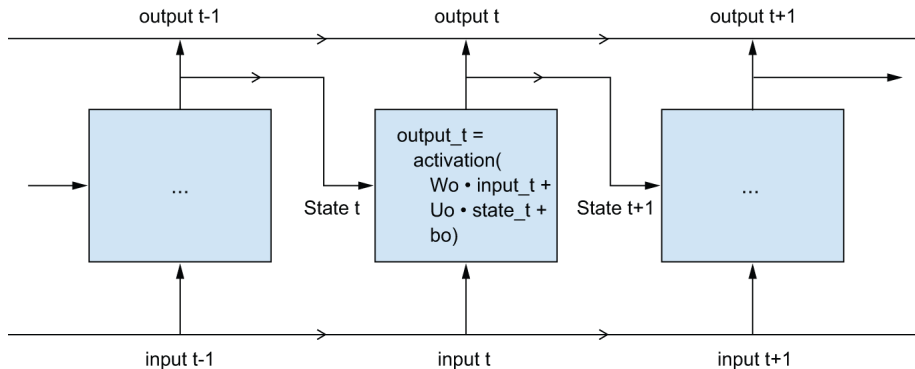 output t-1
output t
output t+1
...
output_t =
activation(
Wo • input_t +
Uo • state_t +
bo)
...
State t
State t+1
input t-1
input t
input t+1